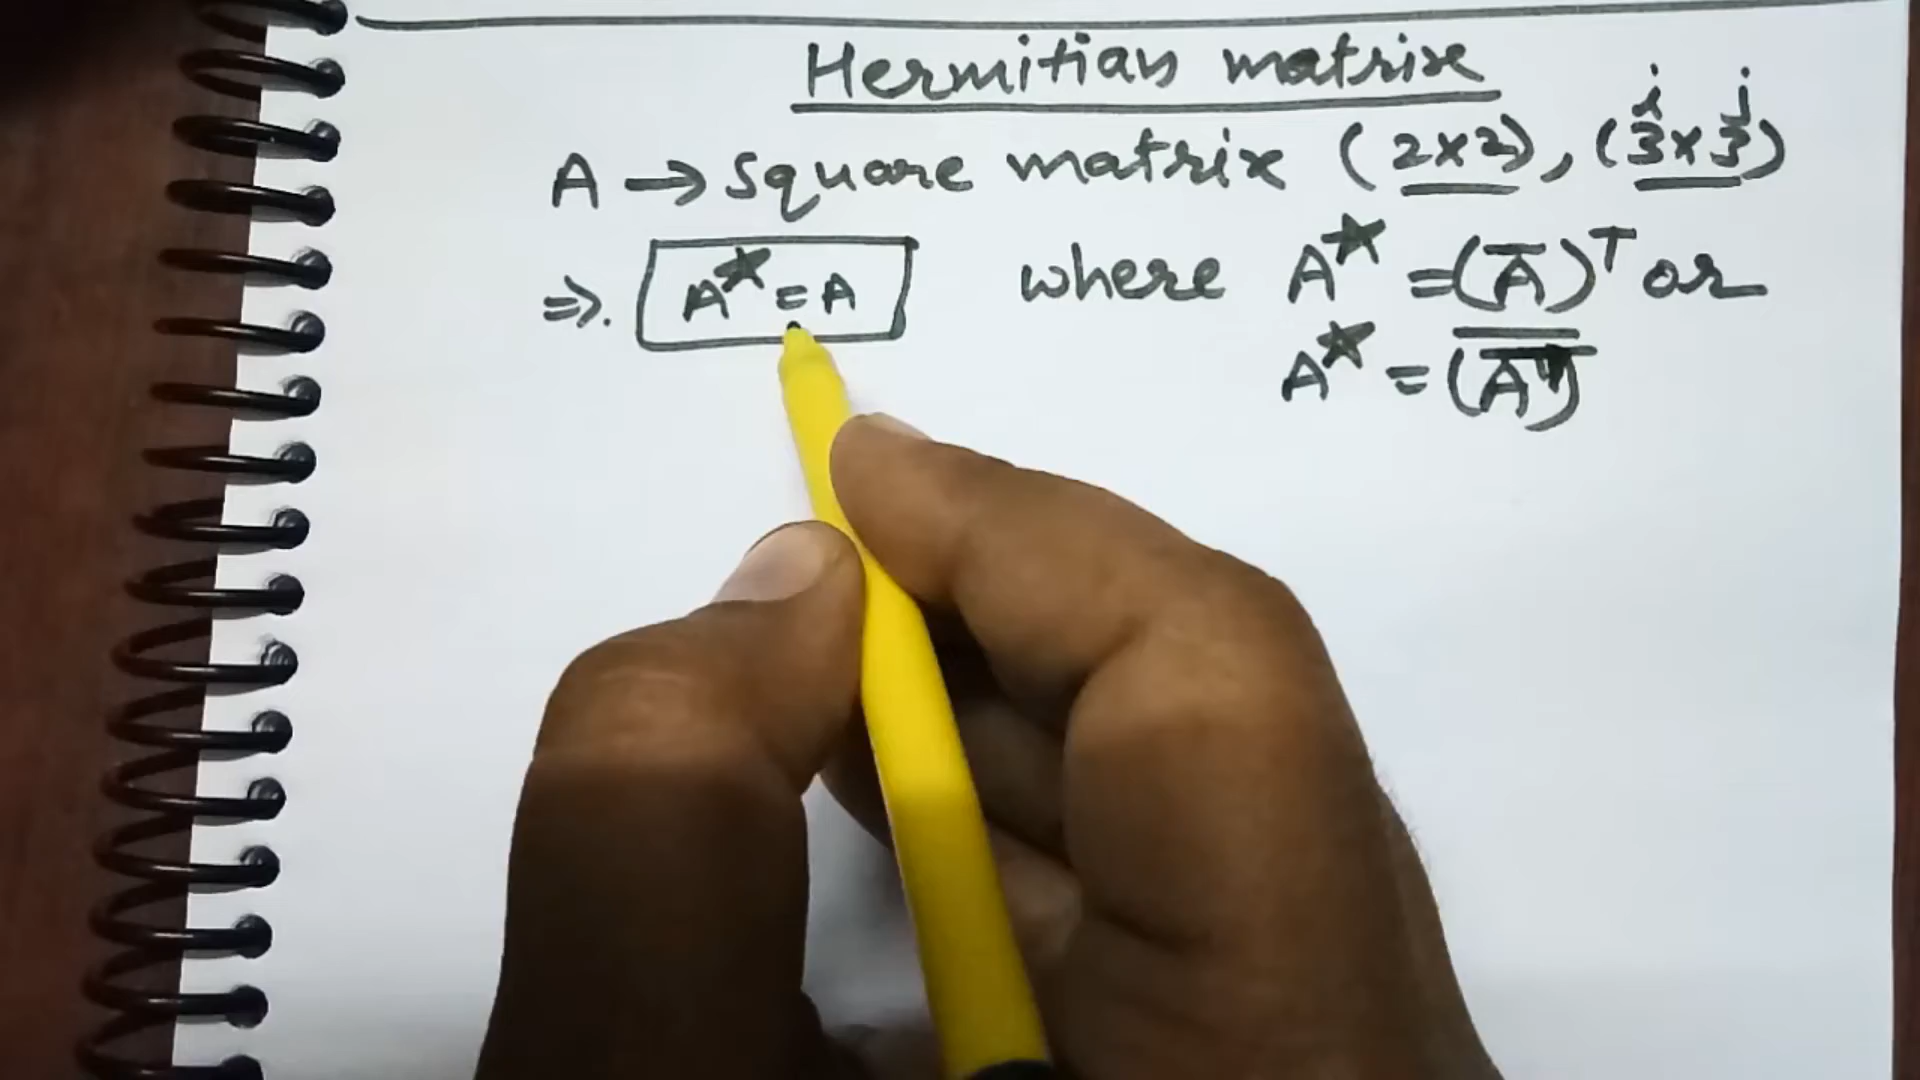 Hermitian matrix
i j
A → square matrix (2×2), (3×3)
⇒. A★ = A where A★ = (A̅)ᵀ or
A★ = (A̅ᵀ)